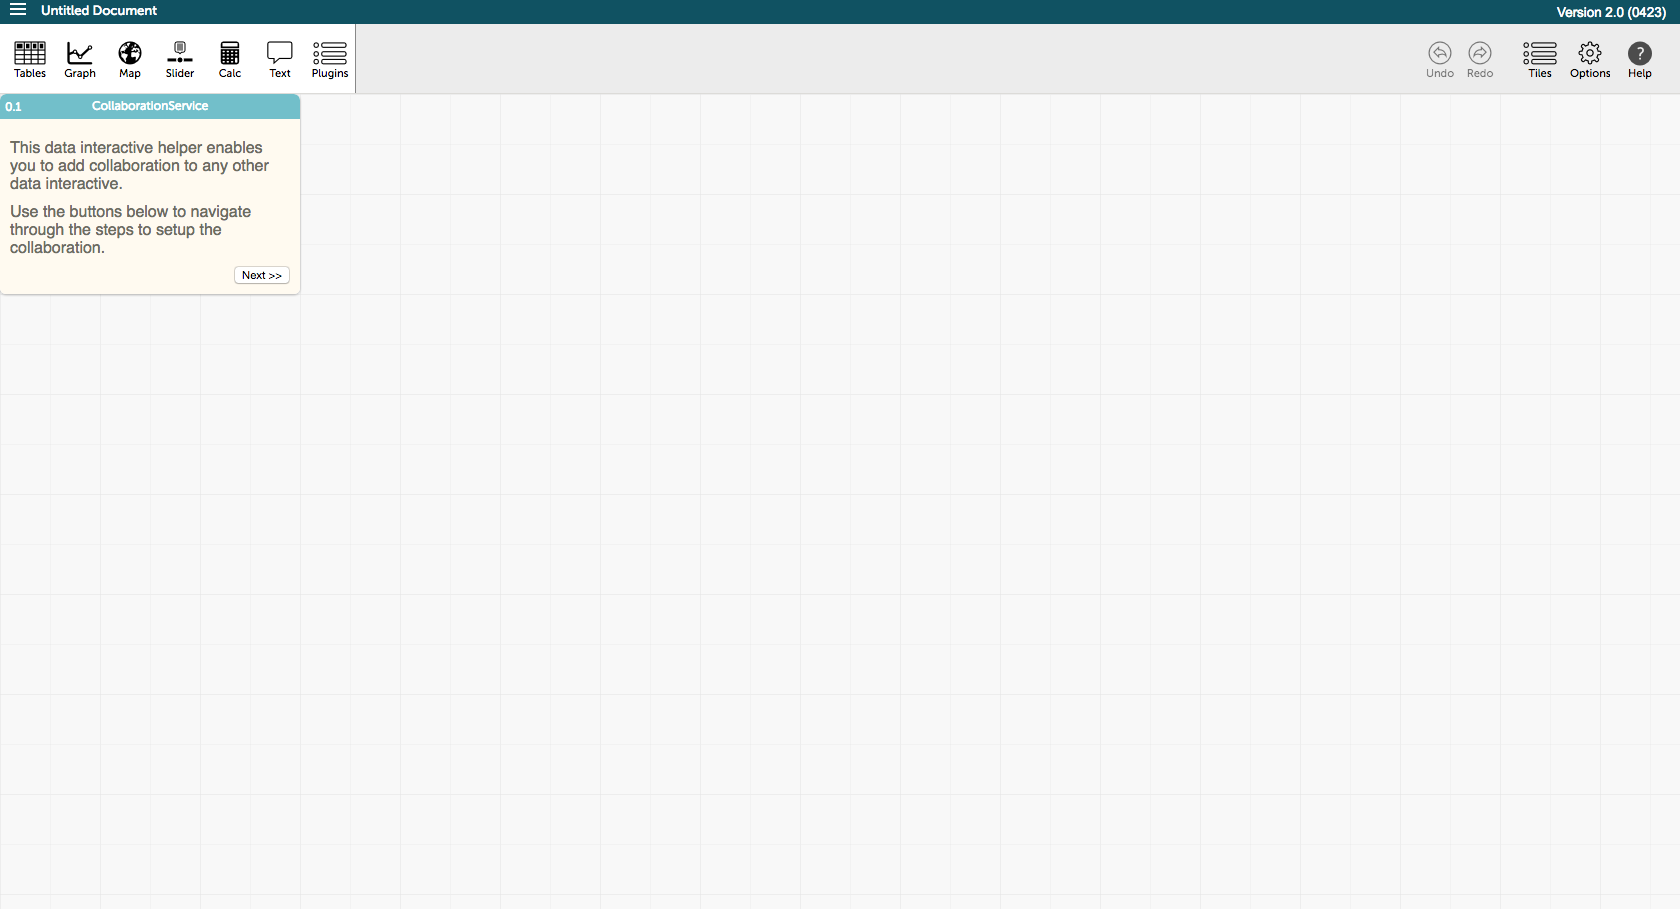 Untitled Document
Version 2.0 (0423)
Tables Graph Map Slider Calc Text Plugins
Undo Redo Tiles Options Help
?
0.1 CollaborationService
This data interactive helper enables
you to add collaboration to any other
data interactive.
Use the buttons below to navigate
through the steps to setup the
collaboration.
Next >>